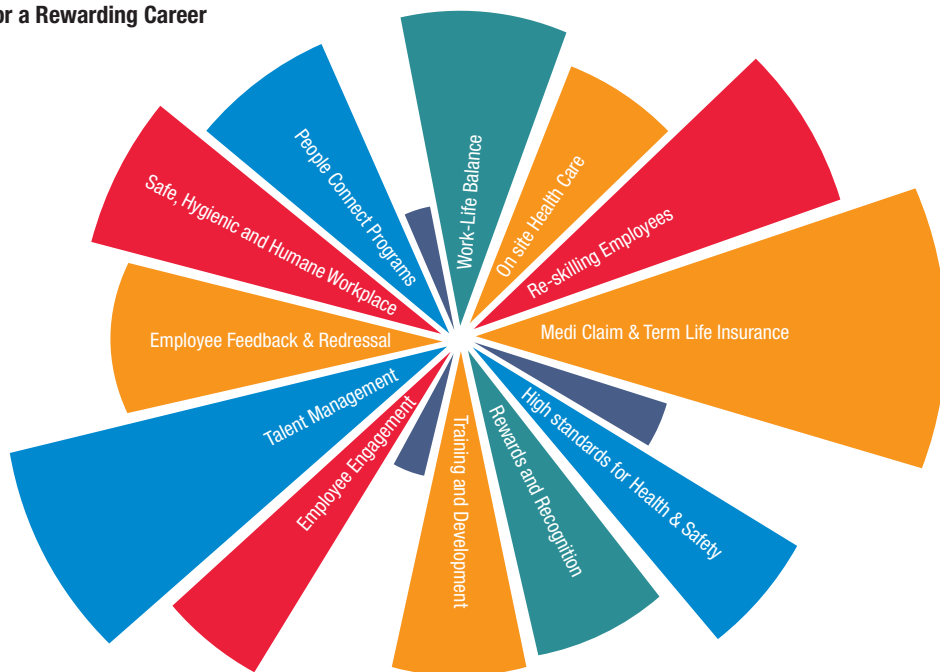 or a Rewarding Career
Work-Life Balance
On site Health Care
Re-skilling Employees
Medi Claim & Term Life Insurance
High standards for Health & Safety
Rewards and Recognition
Training and Development
Employee Engagement
Talent Management
Employee Feedback & Redressal
Safe, Hygienic and Humane Workplace
People Connect Programs